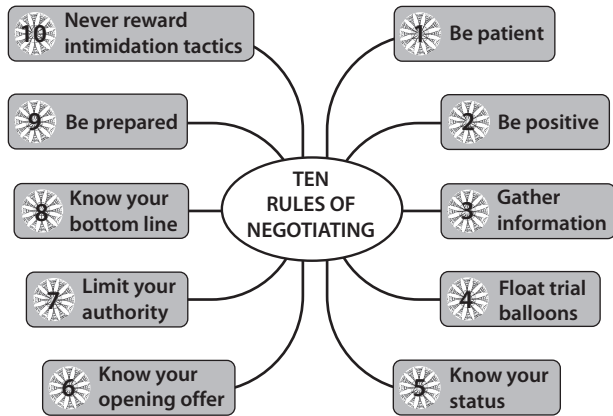 TEN
RULES OF
NEGOTIATING
1 Be patient
2 Be positive
3 Gather
information
4 Float trial
balloons
5 Know your
status
6 Know your
opening offer
7 Limit your
authority
8 Know your
bottom line
9 Be prepared
10 Never reward
intimidation tactics